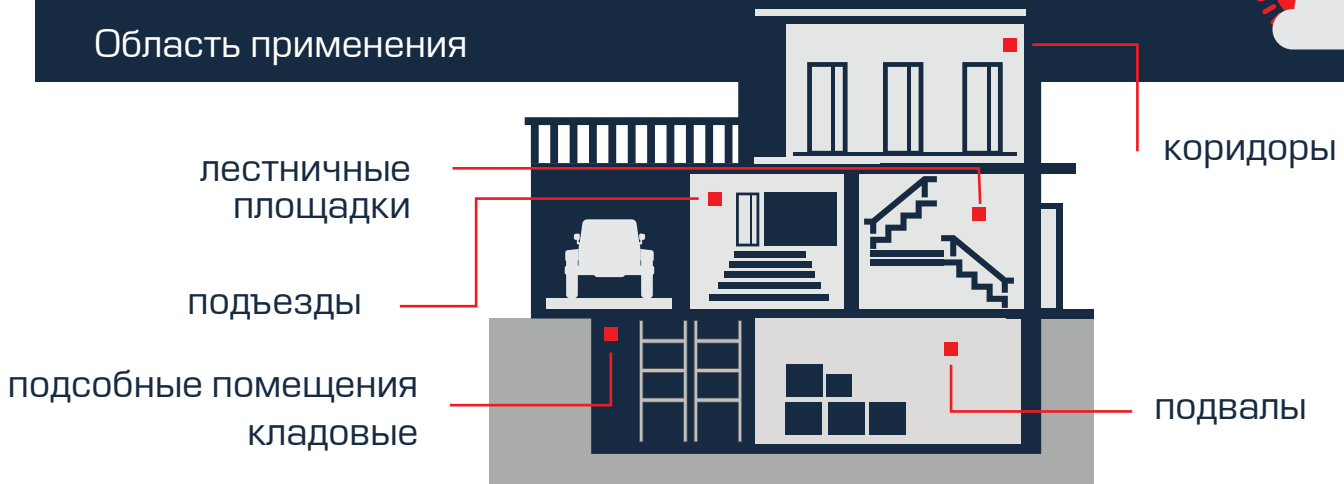 Область применения
лестничные
площадки
подъезды
подсобные помещения
кладовые
коридоры
подвалы